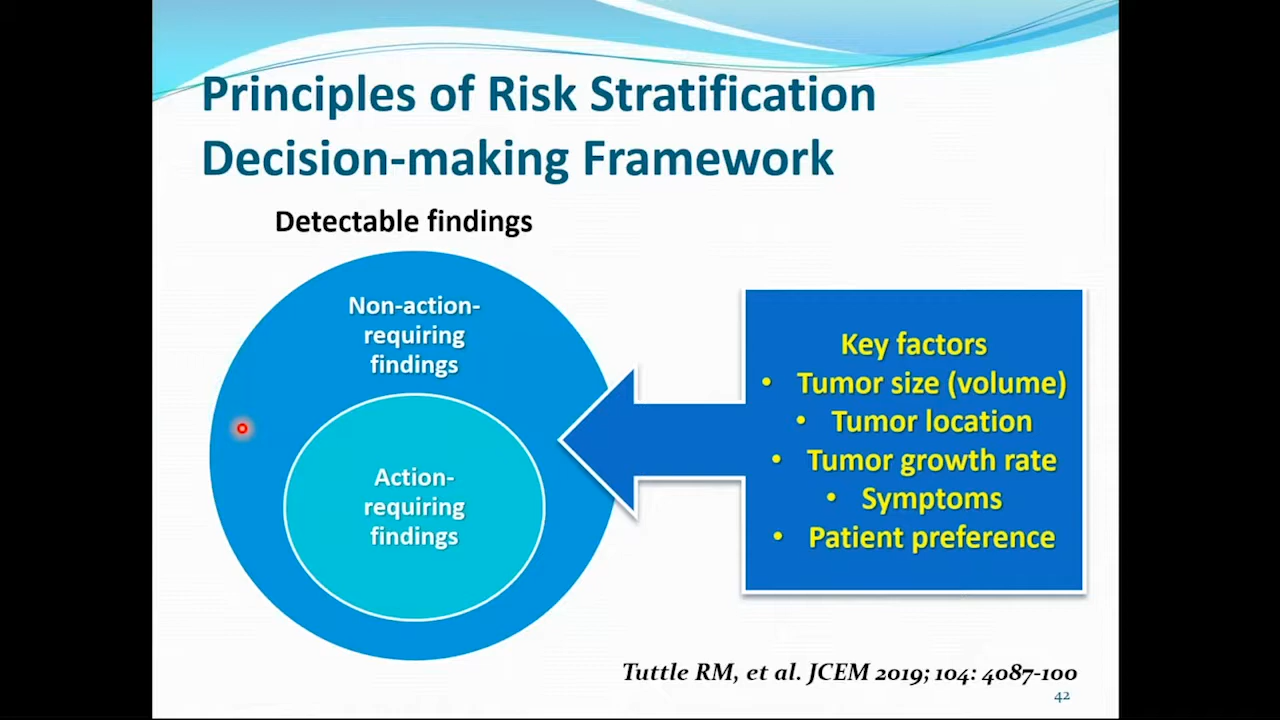 Principles of Risk Stratification
Decision-making Framework
Detectable findings
Non-action-
requiring
findings
Action-
requiring
findings
Key factors
• Tumor size (volume)
• Tumor location
• Tumor growth rate
• Symptoms
• Patient preference
Tuttle RM, et al. JCEM 2019; 104: 4087-100
42